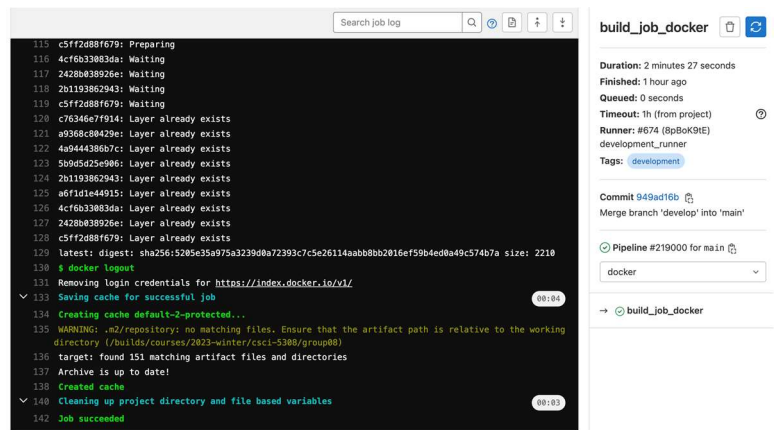 Search job log
115 c5ff2d88f679: Preparing
116 4cf6b33083da: Waiting
117 2428b038926e: Waiting
118 2b1193862943: Waiting
119 c5ff2d88f679: Waiting
120 c76346e7f914: Layer already exists
121 a9368c80429e: Layer already exists
122 4a9444386b7c: Layer already exists
123 5b9d5d25e906: Layer already exists
124 2b1193862943: Layer already exists
125 a6f1d1e44915: Layer already exists
126 4cf6b33083da: Layer already exists
127 2428b038926e: Layer already exists
128 c5ff2d88f679: Layer already exists
129 latest: digest: sha256:5205e35a975a3239d0a72393c7c5e26114aabb8bb2016ef59b4ed0a49c574b7a size: 2210
130 $ docker logout
131 Removing login credentials for https://index.docker.io/v1/
133 Saving cache for successful job 00:04
134 Creating cache default-2-protected...
135 WARNING: .m2/repository: no matching files. Ensure that the artifact path is relative to the working
directory (/builds/courses/2023-winter/csci-5308/group08)
136 target: found 151 matching artifact files and directories
137 Archive is up to date!
138 Created cache
140 Cleaning up project directory and file based variables 00:03
142 Job succeeded
build_job_docker
Duration: 2 minutes 27 seconds
Finished: 1 hour ago
Queued: 0 seconds
Timeout: 1h (from project)
Runner: #674 (8pBoK9tE)
development_runner
Tags: development
Commit 949ad16b
Merge branch 'develop' into 'main'
Pipeline #219000 for main
docker
→ build_job_docker